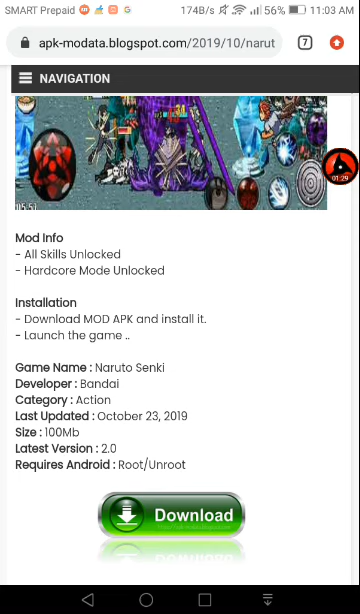 SMART Prepaid 174B/s 56% 11:03 AM
apk-modata.blogspot.com/2019/10/narut 7
NAVIGATION
01:29
Mod Info
- All Skills Unlocked
- Hardcore Mode Unlocked
Installation
- Download MOD APK and install it.
- Launch the game ..
Game Name : Naruto Senki
Developer : Bandai
Category : Action
Last Updated : October 23, 2019
Size : 100Mb
Latest Version : 2.0
Requires Android : Root/Unroot
Download